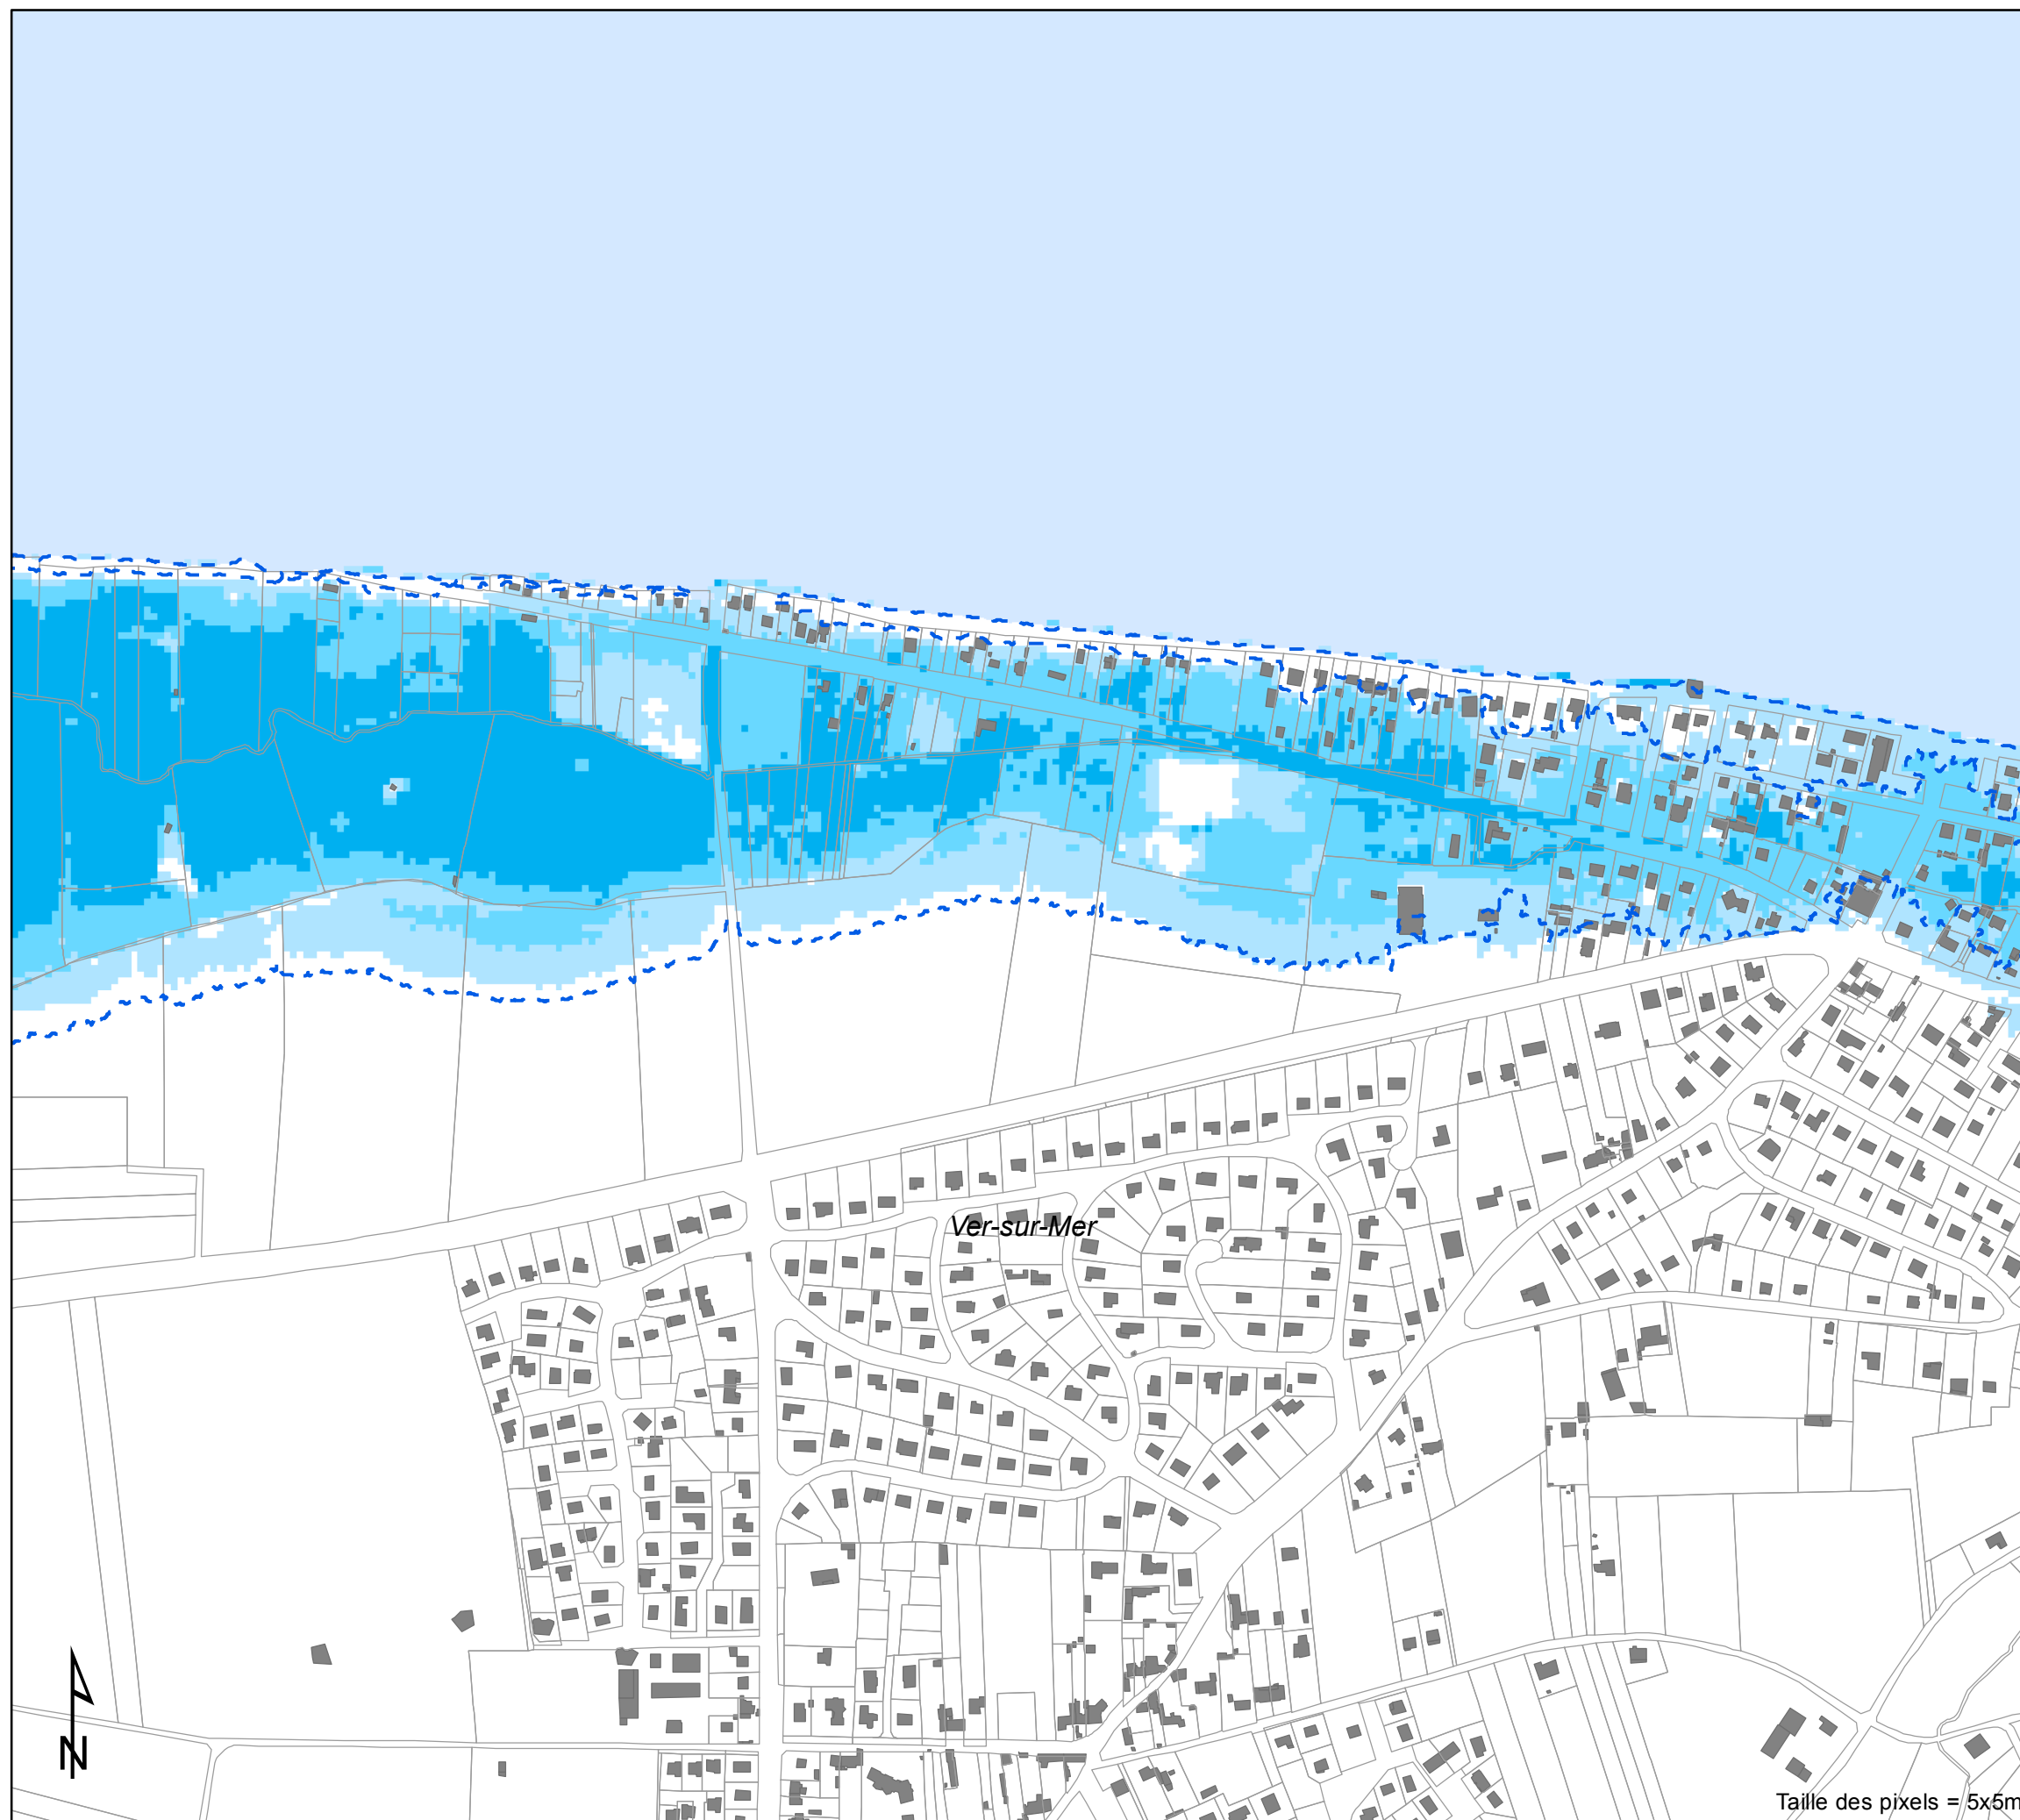 Ver-sur-Mer
N
Taille des pixels = 5x5m